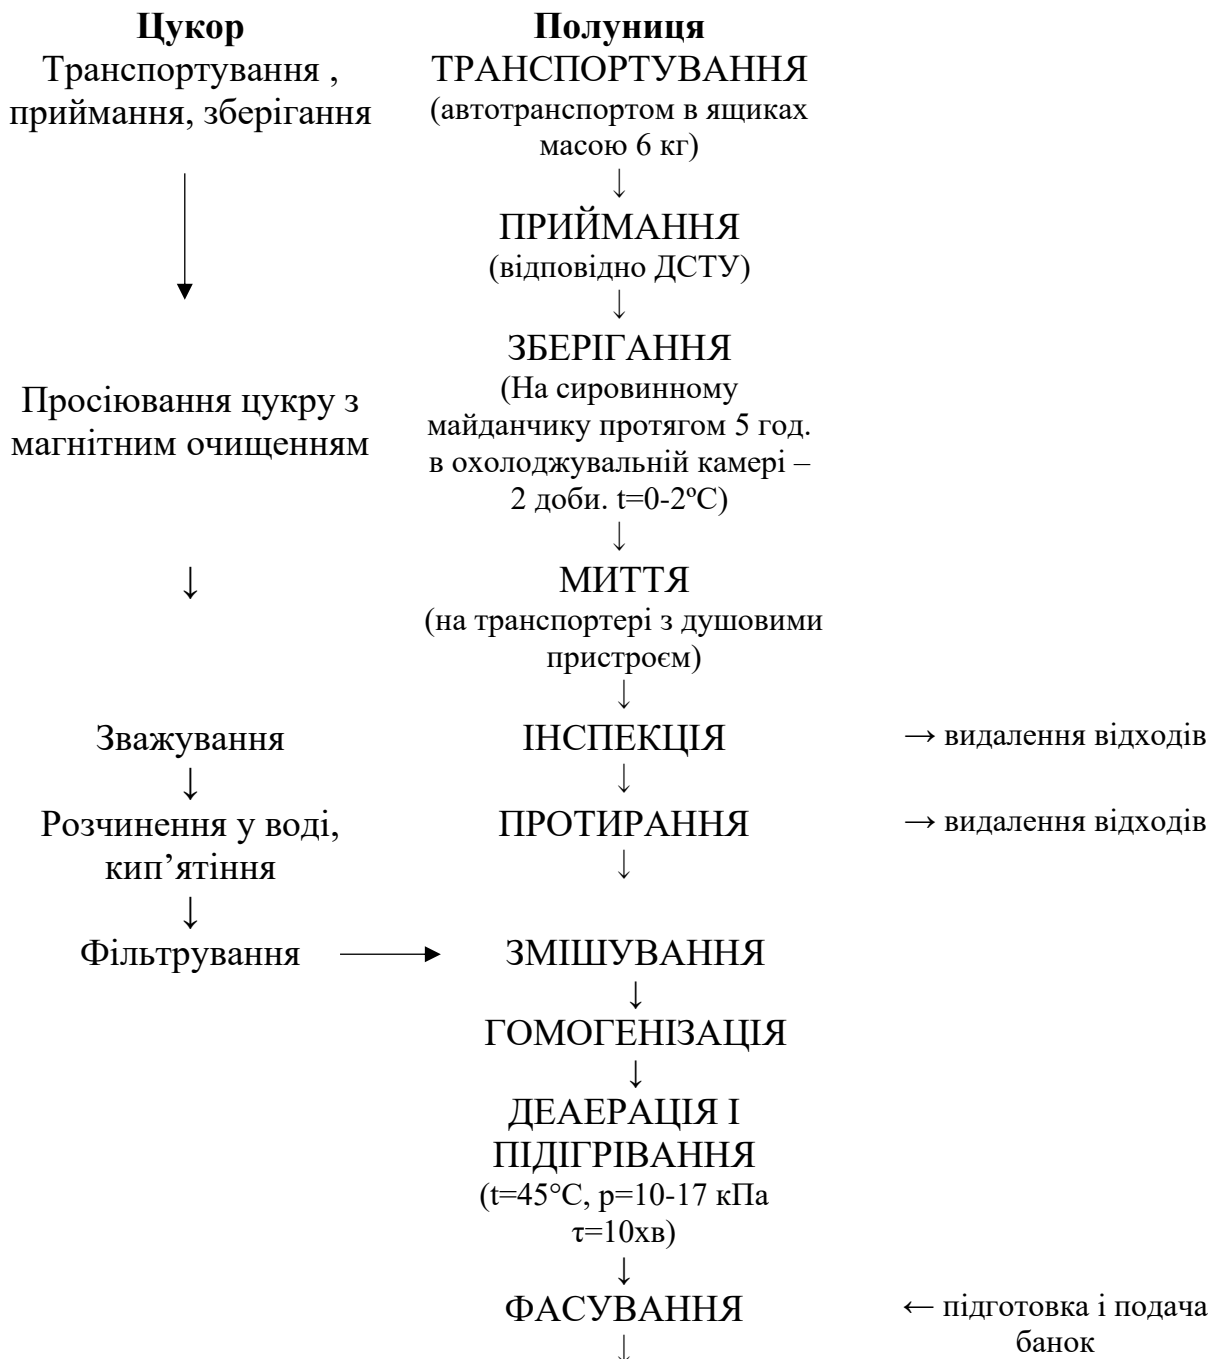 Цукор
Транспортування ,
приймання, зберігання
↓
Просіювання цукру з
магнітним очищенням
↓
Зважування
↓
Розчинення у воді,
кип’ятіння
↓
Фільтрування →
Полуниця
ТРАНСПОРТУВАННЯ
(автотранспортом в ящиках
масою 6 кг)
↓
ПРИЙМАННЯ
(відповідно ДСТУ)
↓
ЗБЕРІГАННЯ
(На сировинному
майданчику протягом 5 год.
в охолоджувальній камері –
2 доби. t=0-2ºС)
↓
МИТТЯ
(на транспортері з душовими
пристроєм)
↓
ІНСПЕКЦІЯ
→ видалення відходів
↓
ПРОТИРАННЯ
→ видалення відходів
↓
ЗМІШУВАННЯ
↓
ГОМОГЕНІЗАЦІЯ
↓
ДЕАЕРАЦІЯ І
ПІДІГРІВАННЯ
(t=45°С, р=10-17 кПа
τ=10хв)
↓
ФАСУВАННЯ
← підготовка і подача
банок
↓